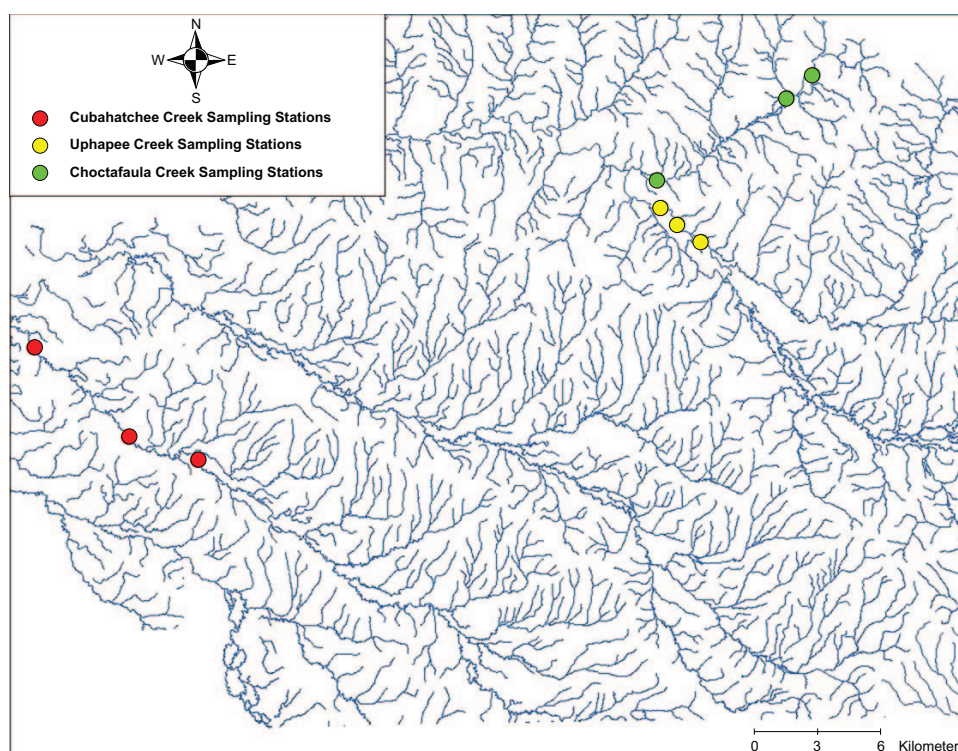 N
W E
S
Cubahatchee Creek Sampling Stations
Uphapee Creek Sampling Stations
Choctafaula Creek Sampling Stations
0 3 6 Kilometer